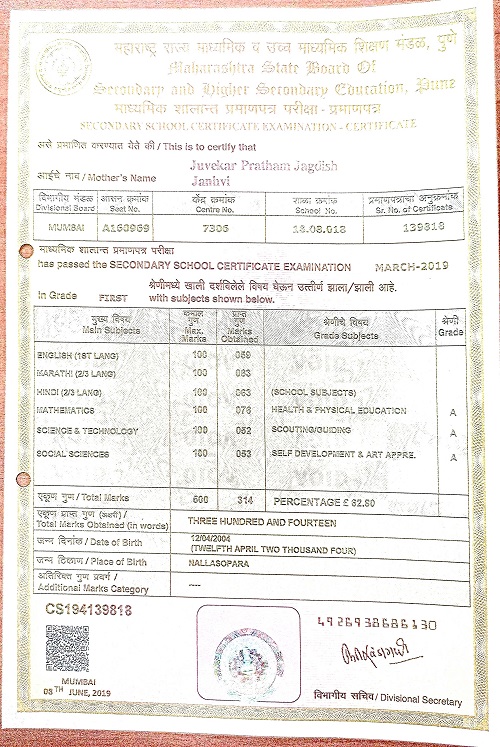 महाराष्ट्र राज्य माध्यमिक व उच्च माध्यमिक शिक्षण मंडळ, पुणे
Maharashtra State Board Of
Secondary and Higher Secondary Education, Pune
माध्यमिक शालान्त प्रमाणपत्र परीक्षा - प्रमाणपत्र
SECONDARY SCHOOL CERTIFICATE EXAMINATION - CERTIFICATE
असे प्रमाणित करण्यात येते की / This is to certify that
Juvekar Pratham Jagdish
आईचे नाव / Mother's Name Janhvi
विभागीय मंडळ आसन क्रमांक केंद्र क्रमांक शाळा क्रमांक प्रमाणपत्राचा अनुक्रमांक
Divisional Board Seat No. Centre No. School No. Sr. No. of Certificate
MUMBAI A160969 7306 16.08.018 139818
माध्यमिक शालान्त प्रमाणपत्र परीक्षा
has passed the SECONDARY SCHOOL CERTIFICATE EXAMINATION MARCH-2019
श्रेणीमध्ये खाली दर्शविलेले विषय घेऊन उत्तीर्ण झाला/झाली आहे.
in Grade FIRST with subjects shown below.
मुख्य विषय कमाल गुण प्राप्त गुण श्रेणीचे विषय श्रेणी
Main Subjects Max. Marks Marks Obtained Grade Subjects Grade
ENGLISH (1ST LANG) 100
MARATHI (2/3 LANG) 100
HINDI (2/3 LANG) 100 063 (SCHOOL SUBJECTS)
MATHEMATICS 100 HEALTH & PHYSICAL EDUCATION A
SCIENCE & TECHNOLOGY 100 052 SCOUTING/GUIDING A
SOCIAL SCIENCES 100 053 SELF DEVELOPMENT & ART APPRE. A
एकूण गुण / Total Marks 600 314 PERCENTAGE £ 62.80
एकूण प्राप्त गुण (अक्षरी) /
Total Marks Obtained (in words) THREE HUNDRED AND FOURTEEN
जन्म दिनांक / Date of Birth 12/04/2004
(TWELFTH APRIL TWO THOUSAND FOUR)
जन्म ठिकाण / Place of Birth NALLASOPARA
अतिरिक्त गुण प्रवर्ग /
Additional Marks Category ----
CS194139818
4926938686130
MUMBAI
08TH JUNE, 2019
विभागीय सचिव / Divisional Secretary